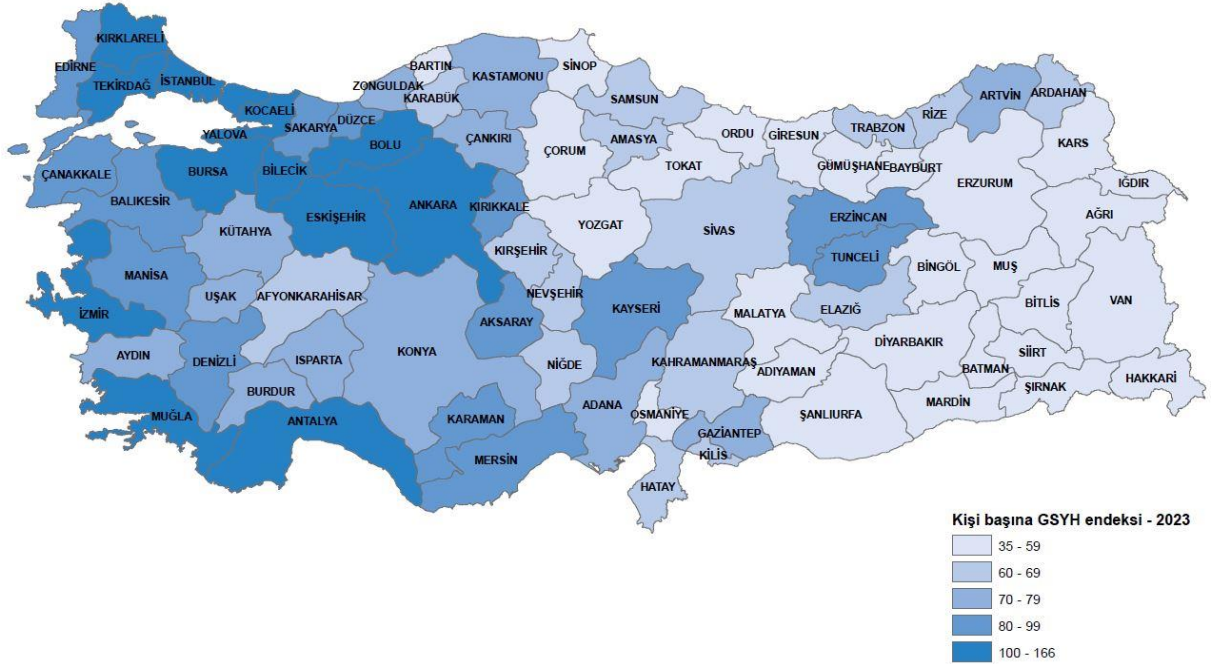 KIRKLARELİ
EDİRNE
TEKİRDAĞ
İSTANBUL
KOCAELİ
YALOVA
SAKARYA
DÜZCE
ZONGULDAK
BARTIN
KARABÜK
KASTAMONU
SİNOP
SAMSUN
BOLU
ÇANKIRI
ÇORUM
AMASYA
TOKAT
ORDU
GİRESUN
TRABZON
RİZE
ARTVİN
ARDAHAN
KARS
GÜMÜŞHANE
BAYBURT
ERZURUM
IĞDIR
AĞRI
ÇANAKKALE
BALIKESİR
BURSA
BİLECİK
ESKİŞEHİR
ANKARA
KIRIKKALE
YOZGAT
SİVAS
ERZİNCAN
TUNCELİ
BİNGÖL
MUŞ
BİTLİS
VAN
KÜTAHYA
KIRŞEHİR
MANİSA
UŞAK
AFYONKARAHİSAR
NEVŞEHİR
KAYSERİ
MALATYA
ELAZIĞ
İZMİR
AKSARAY
DİYARBAKIR
SİİRT
BATMAN
AYDIN
DENİZLİ
ISPARTA
KONYA
NİĞDE
KAHRAMANMARAŞ
ADIYAMAN
ŞIRNAK
HAKKARİ
MARDİN
BURDUR
MUĞLA
ANTALYA
KARAMAN
ADANA
OSMANİYE
GAZİANTEP
ŞANLIURFA
KİLİS
MERSİN
HATAY
Kişi başına GSYH endeksi - 2023
35 - 59
60 - 69
70 - 79
80 - 99
100 - 166